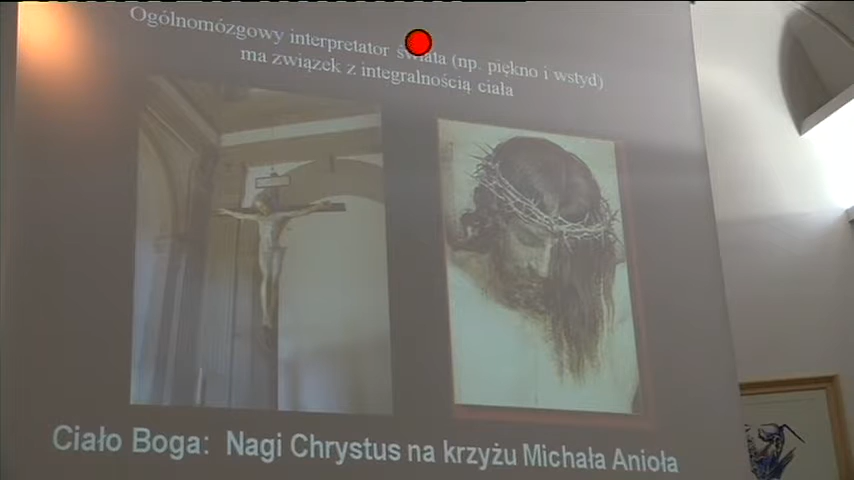 Ogólnomózgowy interpretator świata (np. piękno i wstyd)
ma związek z integralnością ciała
Ciało Boga: Nagi Chrystus na krzyżu Michała Anioła